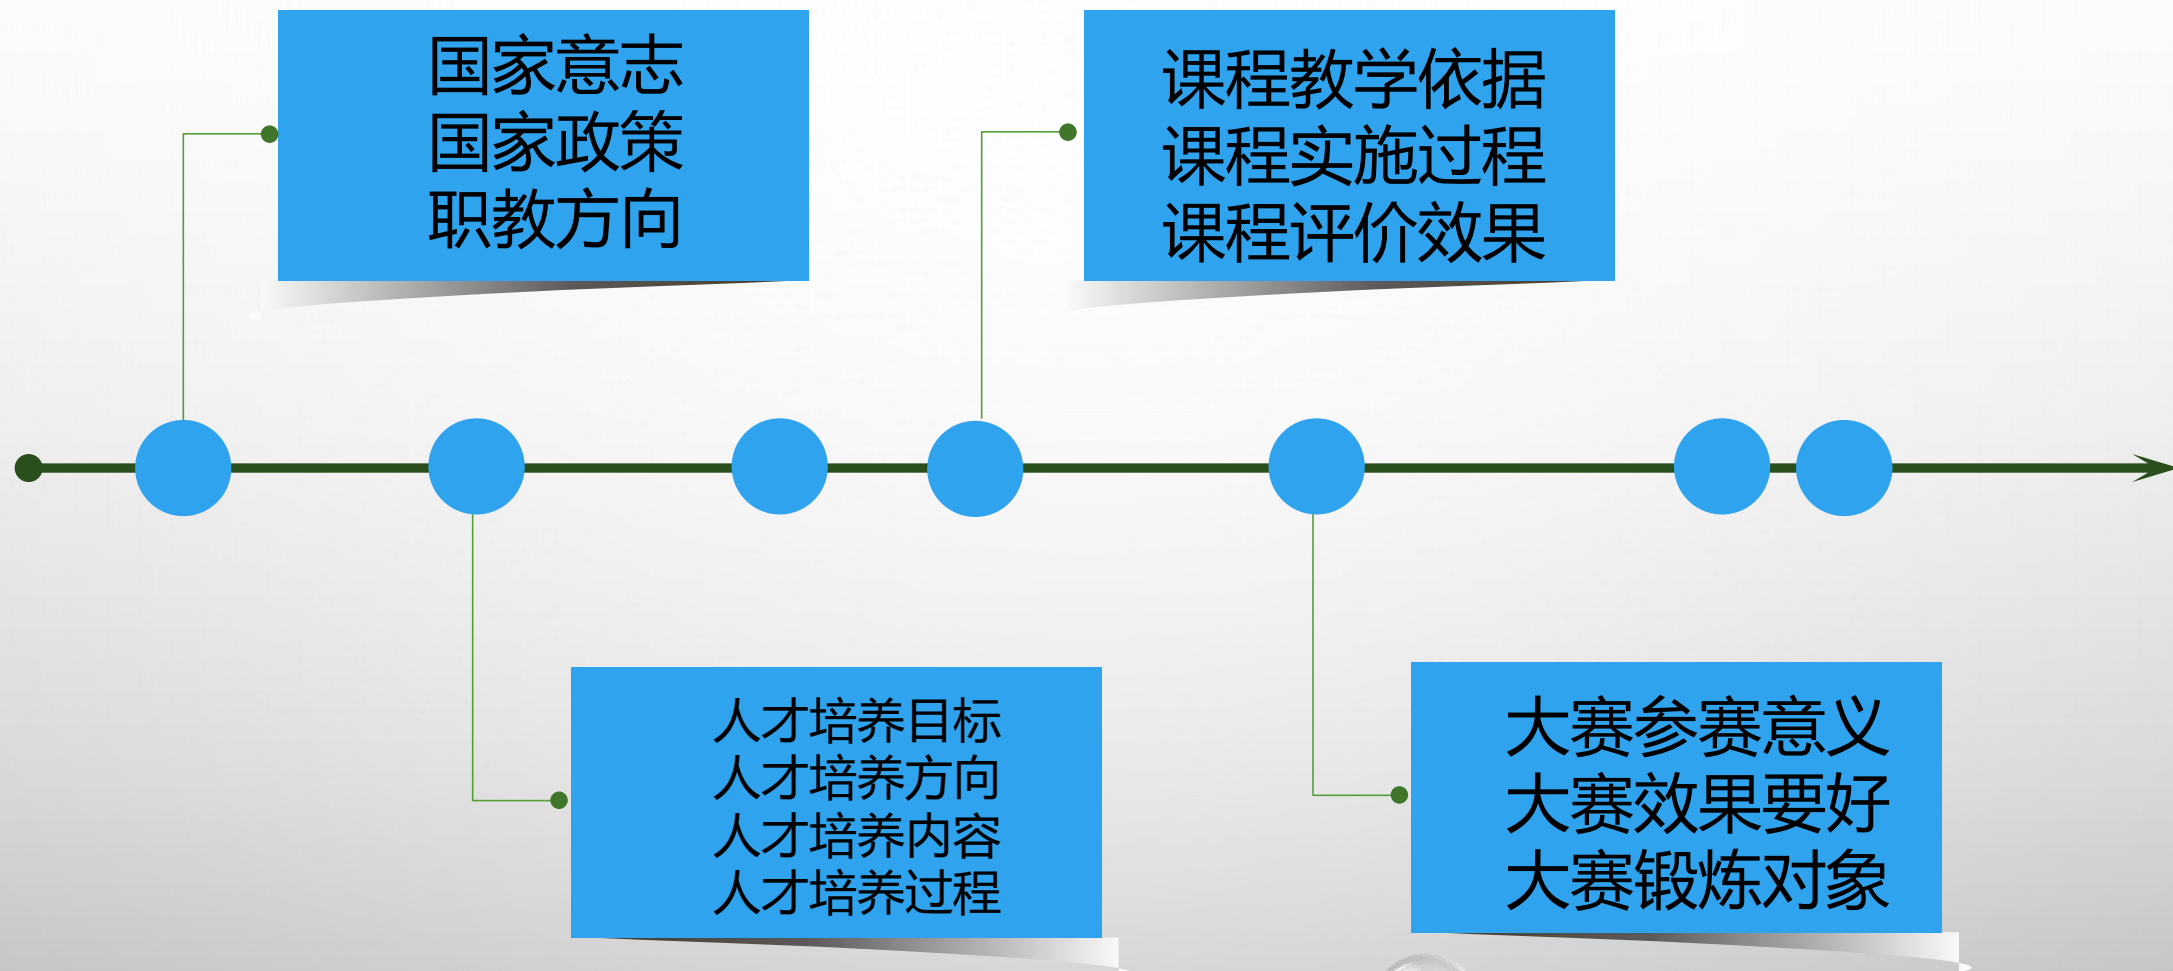 国家意志
国家政策
职教方向
课程教学依据
课程实施过程
课程评价效果
人才培养目标
人才培养方向
人才培养内容
人才培养过程
大赛参赛意义
大赛效果要好
大赛锻炼对象